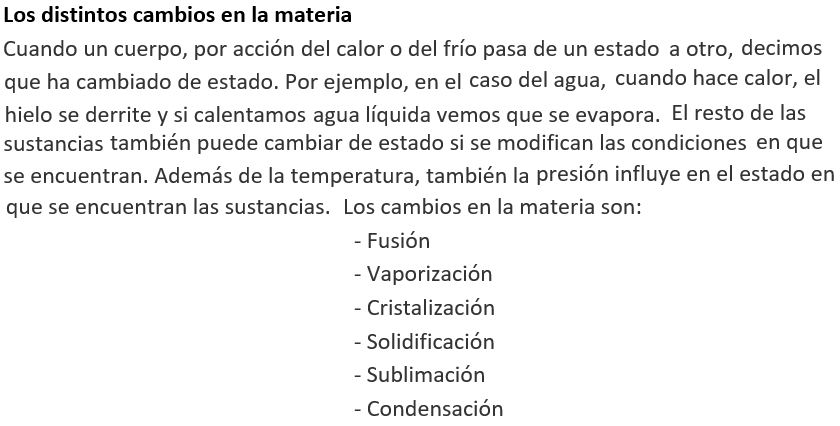 Los distintos cambios en la materia
Cuando un cuerpo, por acción del calor o del frío pasa de un estado a otro, decimos
que ha cambiado de estado. Por ejemplo, en el caso del agua, cuando hace calor, el
hielo se derrite y si calentamos agua líquida vemos que se evapora. El resto de las
sustancias también puede cambiar de estado si se modifican las condiciones en que
se encuentran. Además de la temperatura, también la presión influye en el estado en
que se encuentran las sustancias. Los cambios en la materia son:
- Fusión
- Vaporización
- Cristalización
- Solidificación
- Sublimación
- Condensación